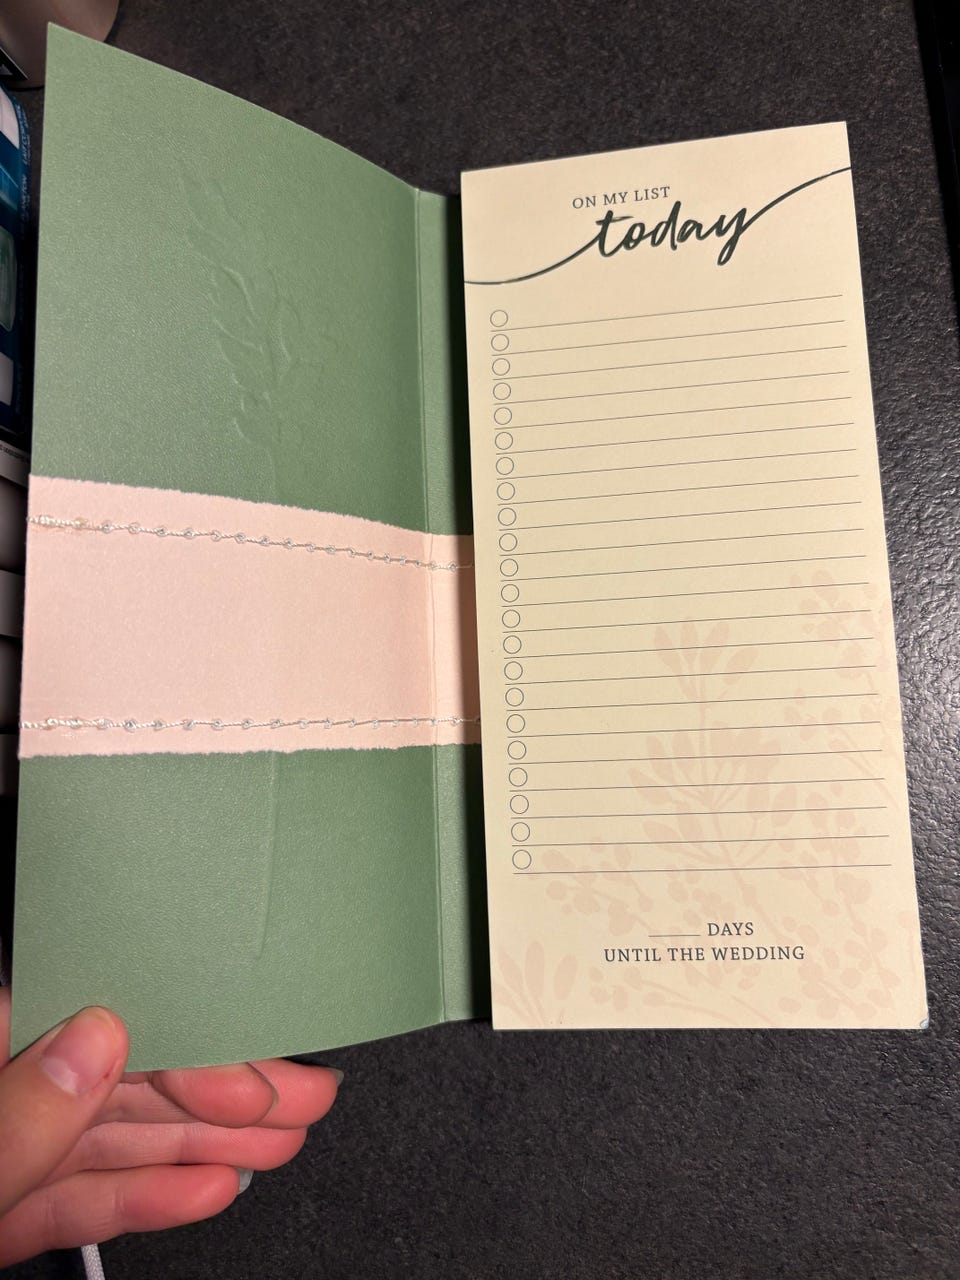 ON MY LIST
today
_____ DAYS
UNTIL THE WEDDING